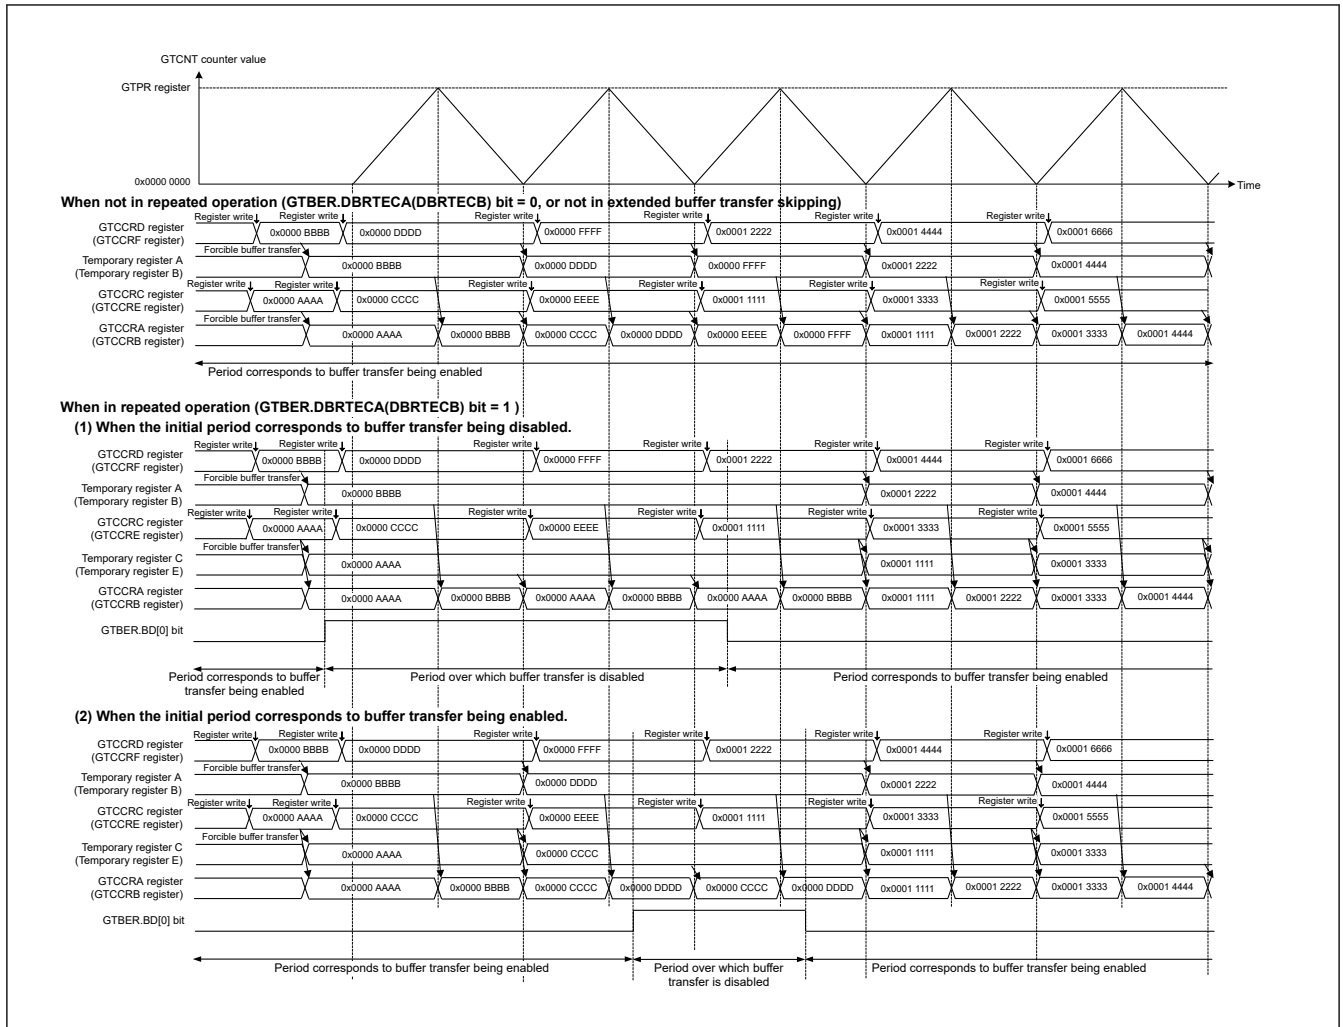 GTCNT counter value
GTPR register
0x0000 0000
Time
When not in repeated operation (GTBER.DBRTECA(DBRTECB) bit = 0, or not in extended buffer transfer skipping)
Register write Register write Register write Register write Register write Register write
GTCCRD register
(GTCCRF register)
0x0000 BBBB 0x0000 DDDD 0x0000 FFFF 0x0001 2222 0x0001 4444 0x0001 6666
Forcible buffer transfer
Temporary register A
(Temporary register B)
0x0000 BBBB 0x0000 DDDD 0x0000 FFFF 0x0001 2222 0x0001 4444
Register write Register write Register write Register write Register write Register write
GTCCRC register
(GTCCRE register)
0x0000 AAAA 0x0000 CCCC 0x0000 EEEE 0x0001 1111 0x0001 3333 0x0001 5555
Forcible buffer transfer
GTCCRA register
(GTCCRB register)
0x0000 AAAA 0x0000 BBBB 0x0000 CCCC 0x0000 DDDD 0x0000 EEEE 0x0000 FFFF 0x0001 1111 0x0001 2222 0x0001 3333 0x0001 4444
Period corresponds to buffer transfer being enabled
When in repeated operation (GTBER.DBRTECA(DBRTECB) bit = 1 )
(1) When the initial period corresponds to buffer transfer being disabled.
Register write Register write Register write Register write Register write Register write
GTCCRD register
(GTCCRF register)
0x0000 BBBB 0x0000 DDDD 0x0000 FFFF 0x0001 2222 0x0001 4444 0x0001 6666
Forcible buffer transfer
Temporary register A
(Temporary register B)
0x0000 BBBB 0x0001 2222 0x0001 4444
Register write Register write Register write Register write Register write Register write
GTCCRC register
(GTCCRE register)
0x0000 AAAA 0x0000 CCCC 0x0000 EEEE 0x0001 1111 0x0001 3333 0x0001 5555
Forcible buffer transfer
Temporary register C
(Temporary register E)
0x0000 AAAA 0x0001 1111 0x0001 3333
GTCCRA register
(GTCCRB register)
0x0000 AAAA 0x0000 BBBB 0x0000 AAAA 0x0000 BBBB 0x0000 AAAA 0x0000 BBBB 0x0001 1111 0x0001 2222 0x0001 3333 0x0001 4444
GTBER.BD[0] bit
Period corresponds to buffer
transfer being enabled
Period over which buffer transfer is disabled
Period corresponds to buffer transfer being enabled
(2) When the initial period corresponds to buffer transfer being enabled.
Register write Register write Register write Register write Register write Register write
GTCCRD register
(GTCCRF register)
0x0000 BBBB 0x0000 DDDD 0x0000 FFFF 0x0001 2222 0x0001 4444 0x0001 6666
Forcible buffer transfer
Temporary register A
(Temporary register B)
0x0000 BBBB 0x0000 DDDD 0x0001 2222 0x0001 4444
Register write Register write Register write Register write Register write Register write
GTCCRC register
(GTCCRE register)
0x0000 AAAA 0x0000 CCCC 0x0000 EEEE 0x0001 1111 0x0001 3333 0x0001 5555
Forcible buffer transfer
Temporary register C
(Temporary register E)
0x0000 AAAA 0x0000 CCCC 0x0001 1111 0x0001 3333
GTCCRA register
(GTCCRB register)
0x0000 AAAA 0x0000 BBBB 0x0000 CCCC 0x0000 DDDD 0x0000 CCCC 0x0000 DDDD 0x0001 1111 0x0001 2222 0x0001 3333 0x0001 4444
GTBER.BD[0] bit
Period corresponds to buffer transfer being enabled
Period over which buffer
transfer is disabled
Period corresponds to buffer transfer being enabled